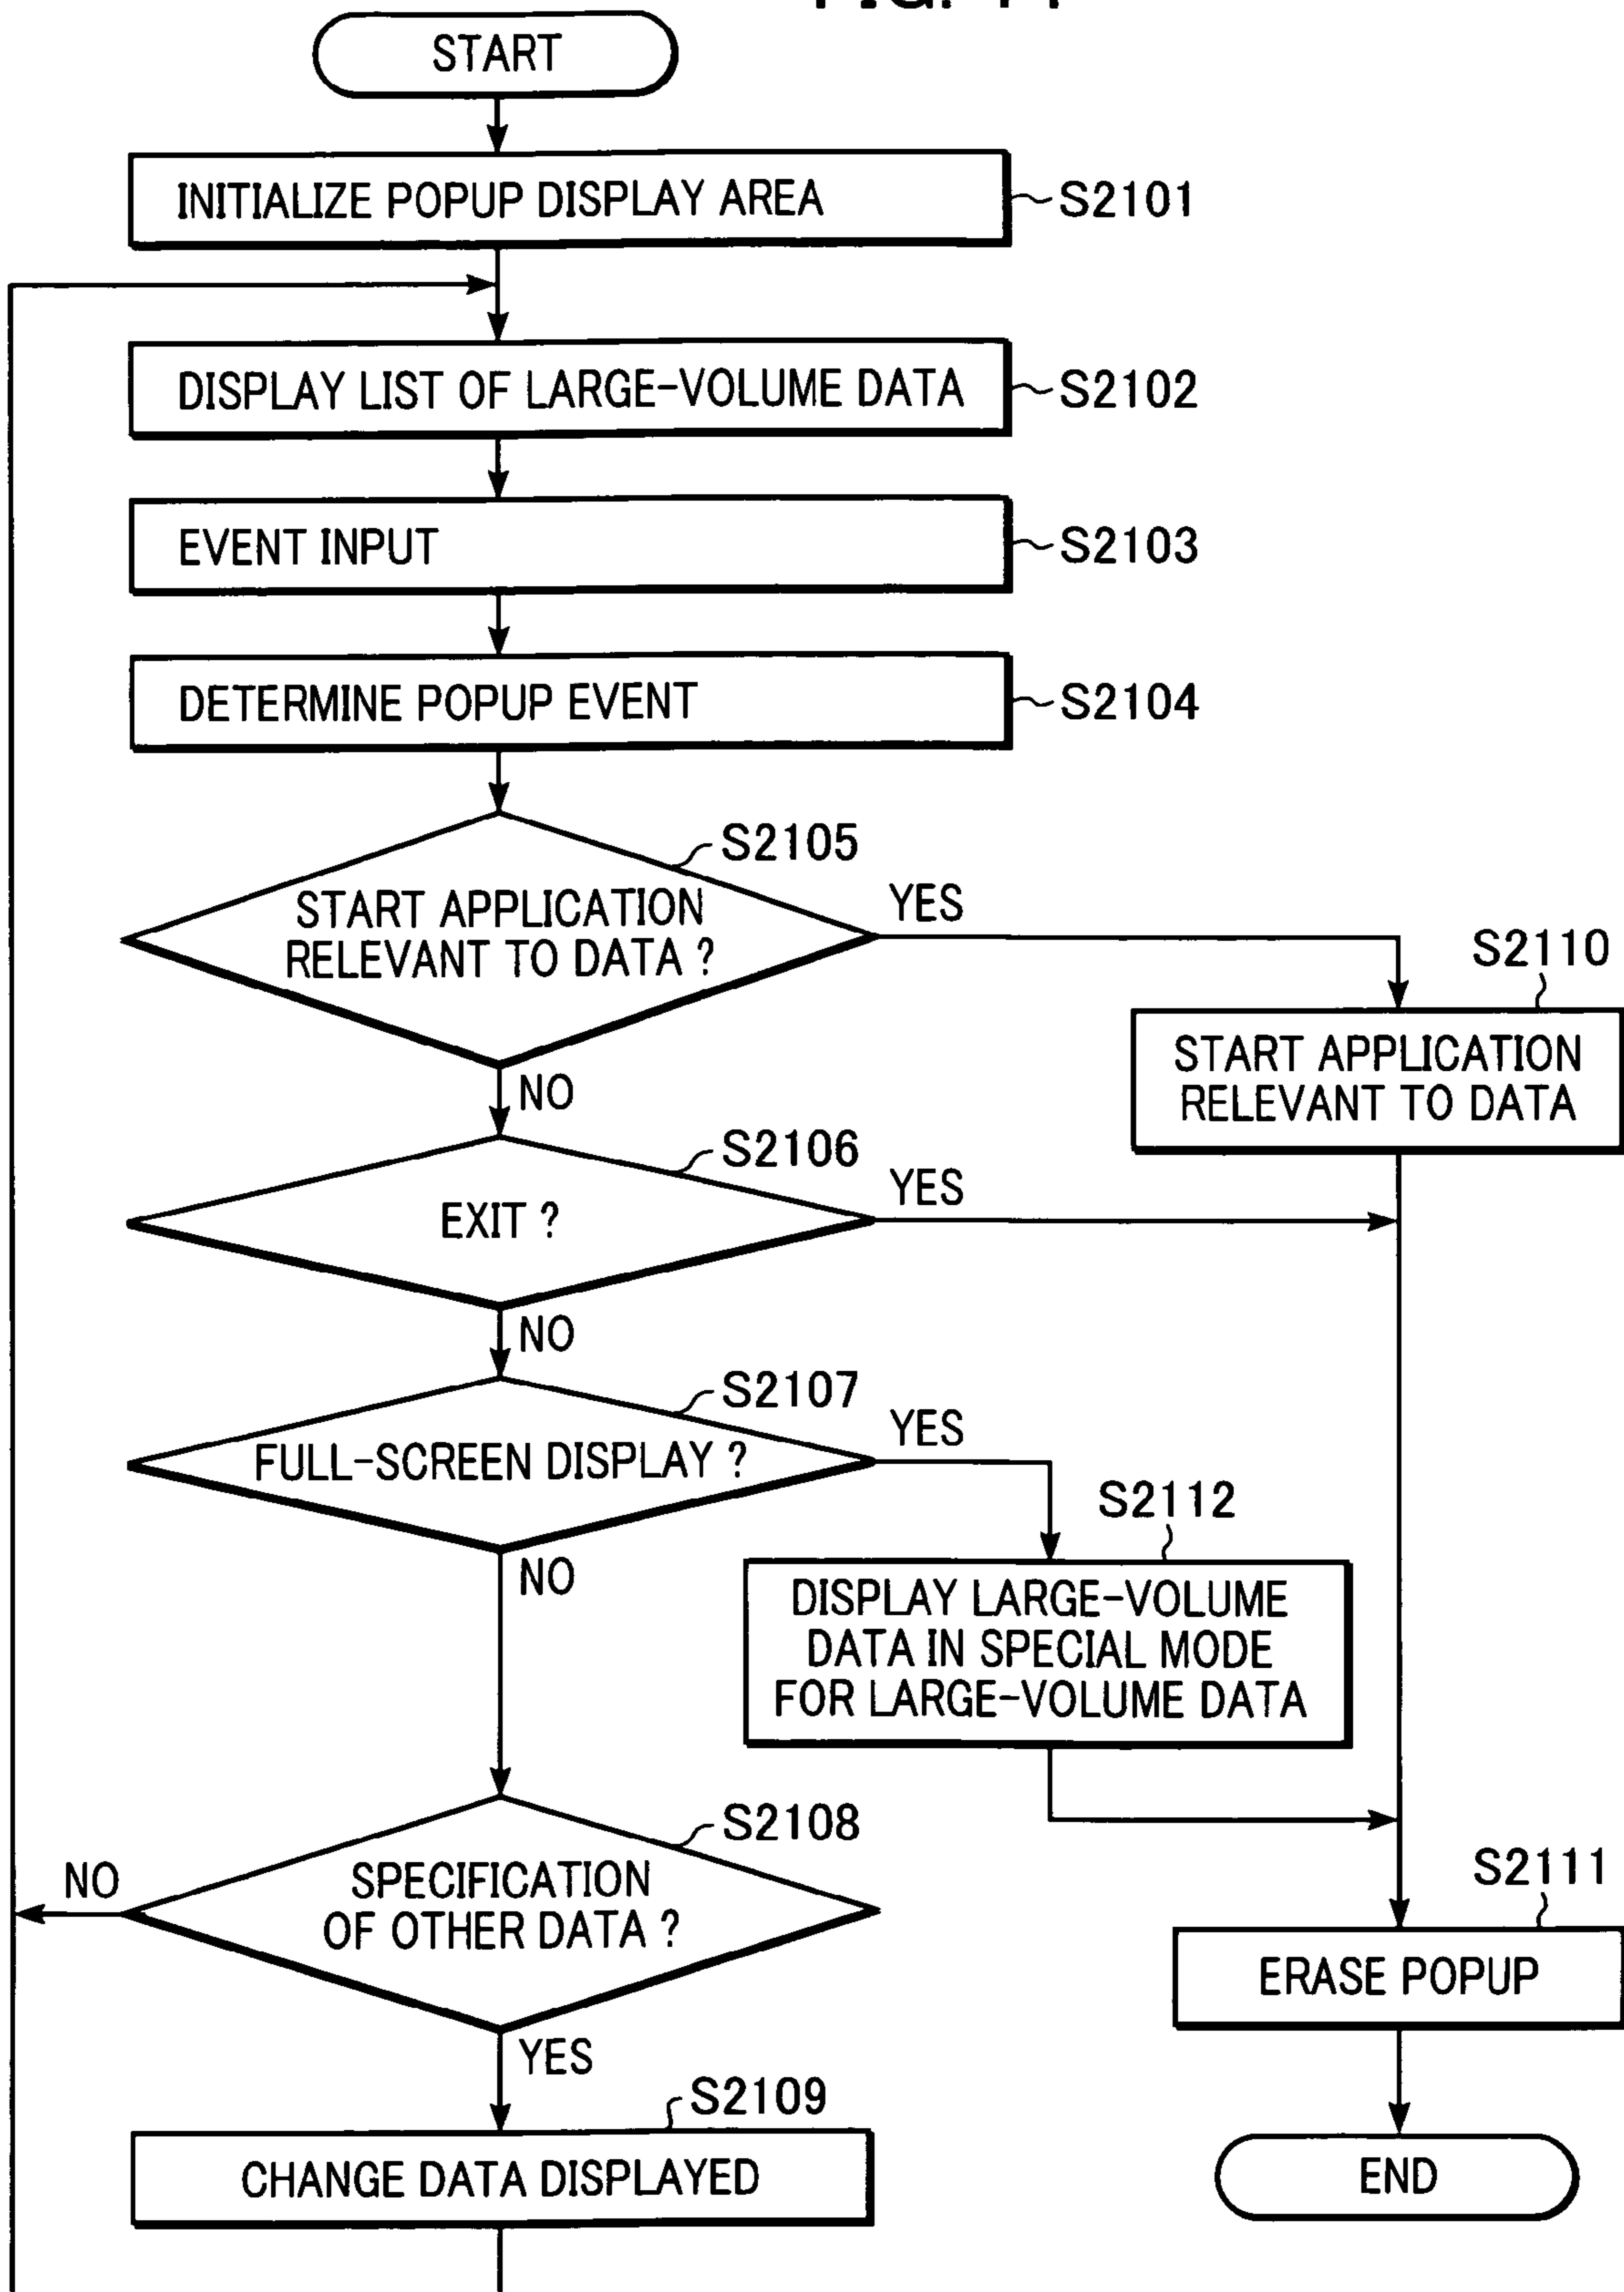 START
INITIALIZE POPUP DISPLAY AREA
S2101
DISPLAY LIST OF LARGE-VOLUME DATA
S2102
EVENT INPUT
S2103
DETERMINE POPUP EVENT
S2104
S2105
START APPLICATION
RELEVANT TO DATA ?
YES
NO
S2110
START APPLICATION
RELEVANT TO DATA
S2106
EXIT ?
YES
NO
S2107
FULL-SCREEN DISPLAY ?
YES
NO
S2112
DISPLAY LARGE-VOLUME
DATA IN SPECIAL MODE
FOR LARGE-VOLUME DATA
S2108
SPECIFICATION
OF OTHER DATA ?
NO
YES
S2111
ERASE POPUP
S2109
CHANGE DATA DISPLAYED
END